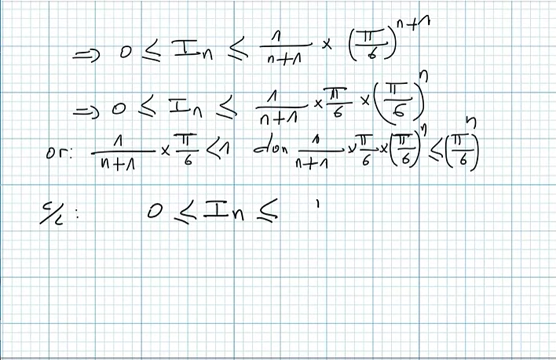 ⇒ 0 ≤ In ≤ 1/(n+1) × (π/6)^(n+1)
⇒ 0 ≤ In ≤ 1/(n+1) × π/6 × (π/6)^n
or: 1/(n+1) × π/6 < 1 don 1/(n+1) × π/6 × (π/6)^n ≤ (π/6)^n
c/c: 0 ≤ In ≤